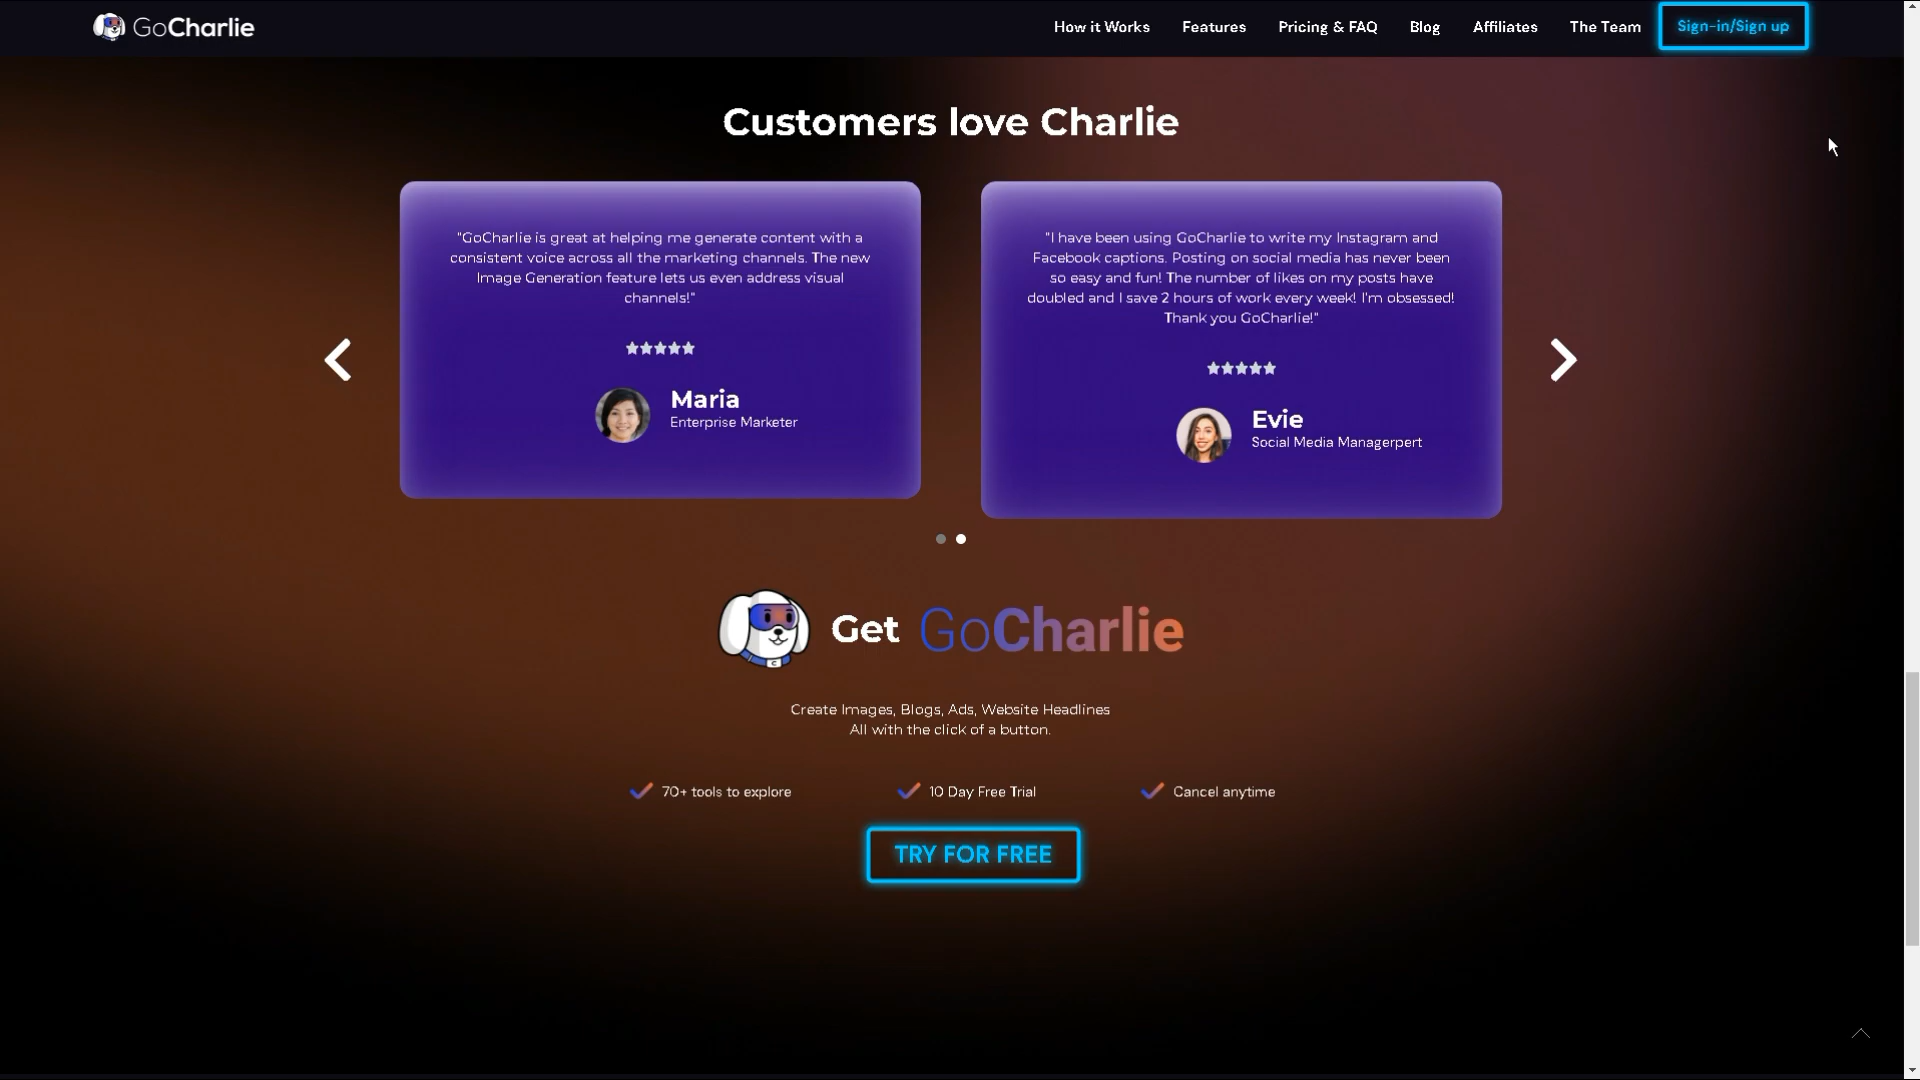 GoCharlie
How it Works
Features
Pricing & FAQ
Blog
Affiliates
The Team
Sign-in/Sign up
Customers love Charlie
"GoCharlie is great at helping me generate content with a
consistent voice across all the marketing channels. The new
Image Generation feature lets us even address visual
channels!"
Maria
Enterprise Marketer
"I have been using GoCharlie to write my Instagram and
Facebook captions. Posting on social media has never been
so easy and fun! The number of likes on my posts have
doubled and I save 2 hours of work every week! I'm obsessed!
Thank you GoCharlie!"
Evie
Social Media Managerpert
Get GoCharlie
Create Images, Blogs, Ads, Website Headlines
All with the click of a button.
70+ tools to explore
10 Day Free Trial
Cancel anytime
TRY FOR FREE